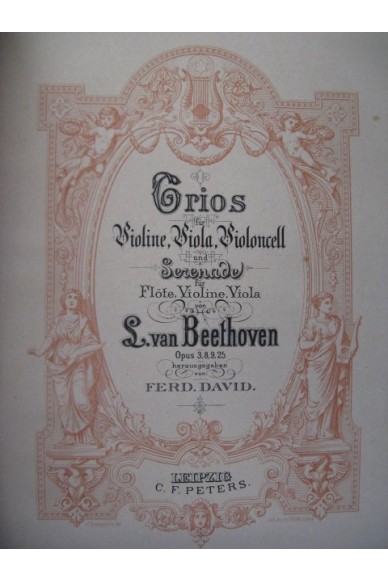 Trios
für
Violine, Viola, Violoncell
und
Serenade
für
Flöte, Violine, Viola
von
L. van Beethoven
Opus 3, 8, 9, 25
herausgegeben
von
FERD. DAVID.
LEIPZIG
C. F. PETERS.